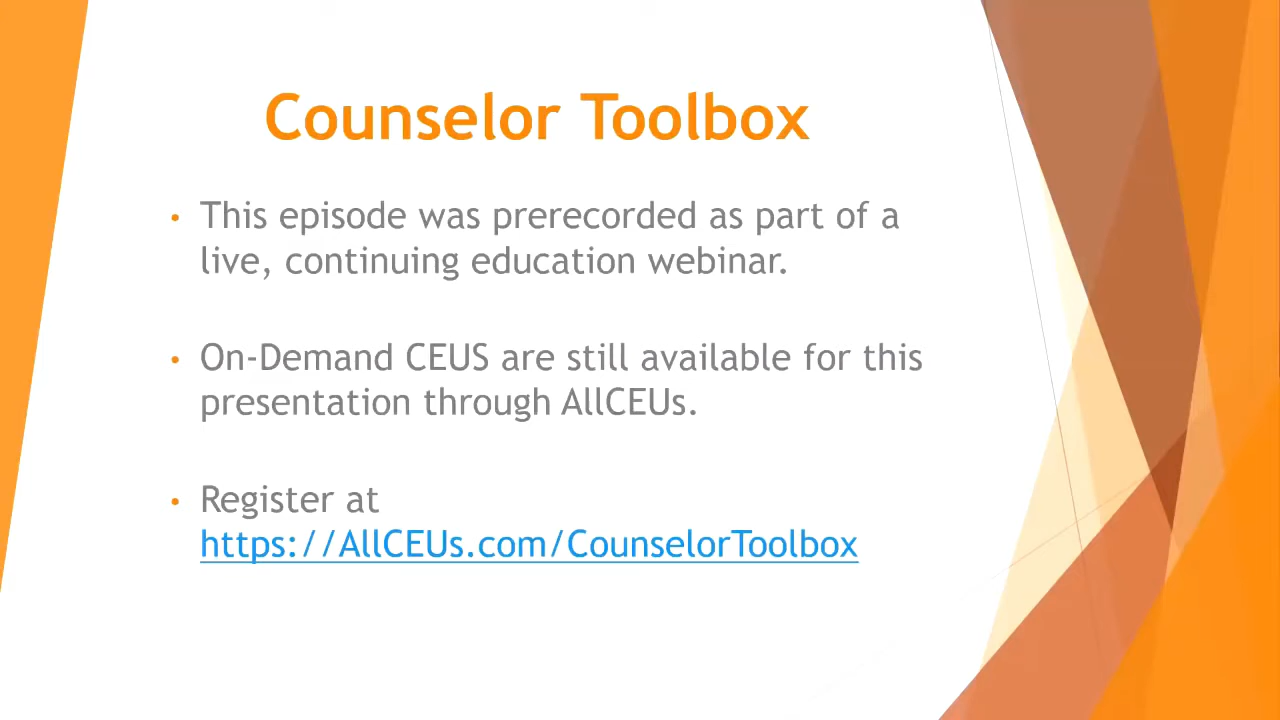 Counselor Toolbox
• This episode was prerecorded as part of a
live, continuing education webinar.
• On-Demand CEUS are still available for this
presentation through AllCEUs.
• Register at
https://AllCEUs.com/CounselorToolbox